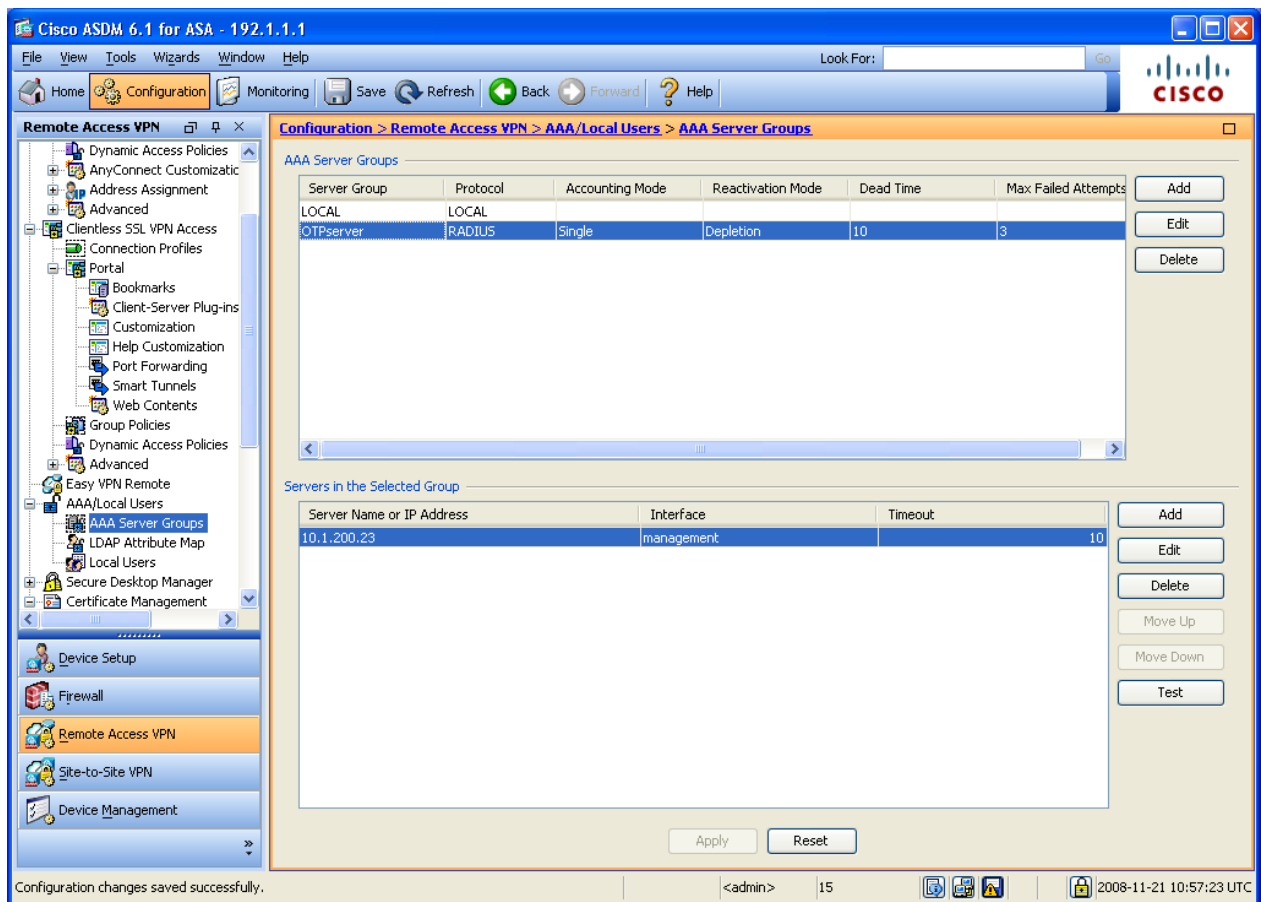 Cisco ASDM 6.1 for ASA - 192.1.1.1
File View Tools Wizards Window Help Look For: Go
Home Configuration Monitoring Save Refresh Back Forward Help
CISCO
Remote Access VPN
Dynamic Access Policies
AnyConnect Customizatic
Address Assignment
Advanced
Clientless SSL VPN Access
Connection Profiles
Portal
Bookmarks
Client-Server Plug-ins
Customization
Help Customization
Port Forwarding
Smart Tunnels
Web Contents
Group Policies
Dynamic Access Policies
Advanced
Easy VPN Remote
AAA/Local Users
AAA Server Groups
LDAP Attribute Map
Local Users
Secure Desktop Manager
Certificate Management
Device Setup
Firewall
Remote Access VPN
Site-to-Site VPN
Device Management
Configuration > Remote Access VPN > AAA/Local Users > AAA Server Groups
AAA Server Groups
Server Group Protocol Accounting Mode Reactivation Mode Dead Time Max Failed Attempts
LOCAL LOCAL
OTPserver RADIUS Single Depletion 10 3
Add
Edit
Delete
Servers in the Selected Group
Server Name or IP Address Interface Timeout
10.1.200.23 management 10
Add
Edit
Delete
Move Up
Move Down
Test
Apply Reset
Configuration changes saved successfully. <admin> 15 2008-11-21 10:57:23 UTC